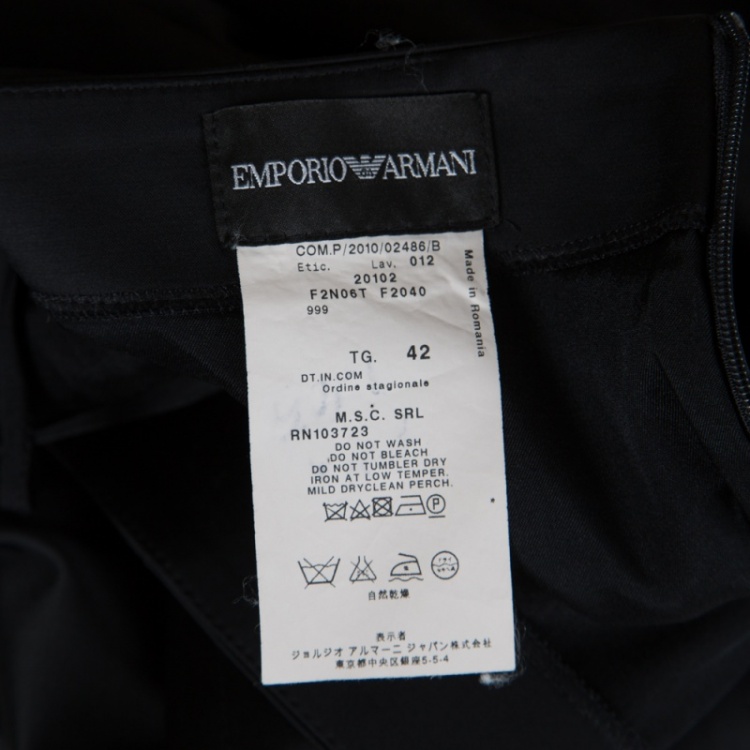 EMPORIO ARMANI
COM.P/2010/02486/B
Etic. Lav. 012
20102
F2N06T F2040
999
Made in Romania
TG. 42
DT.IN.COM
Ordine stagionale
M.S.C. SRL
RN103723
DO NOT WASH
DO NOT BLEACH
DO NOT TUMBLER DRY
IRON AT LOW TEMPER.
MILD DRYCLEAN PERCH.
P
自然乾燥
表示者
ジョルジオ アルマーニ ジャパン株式会社
東京都中央区銀座5-5-4